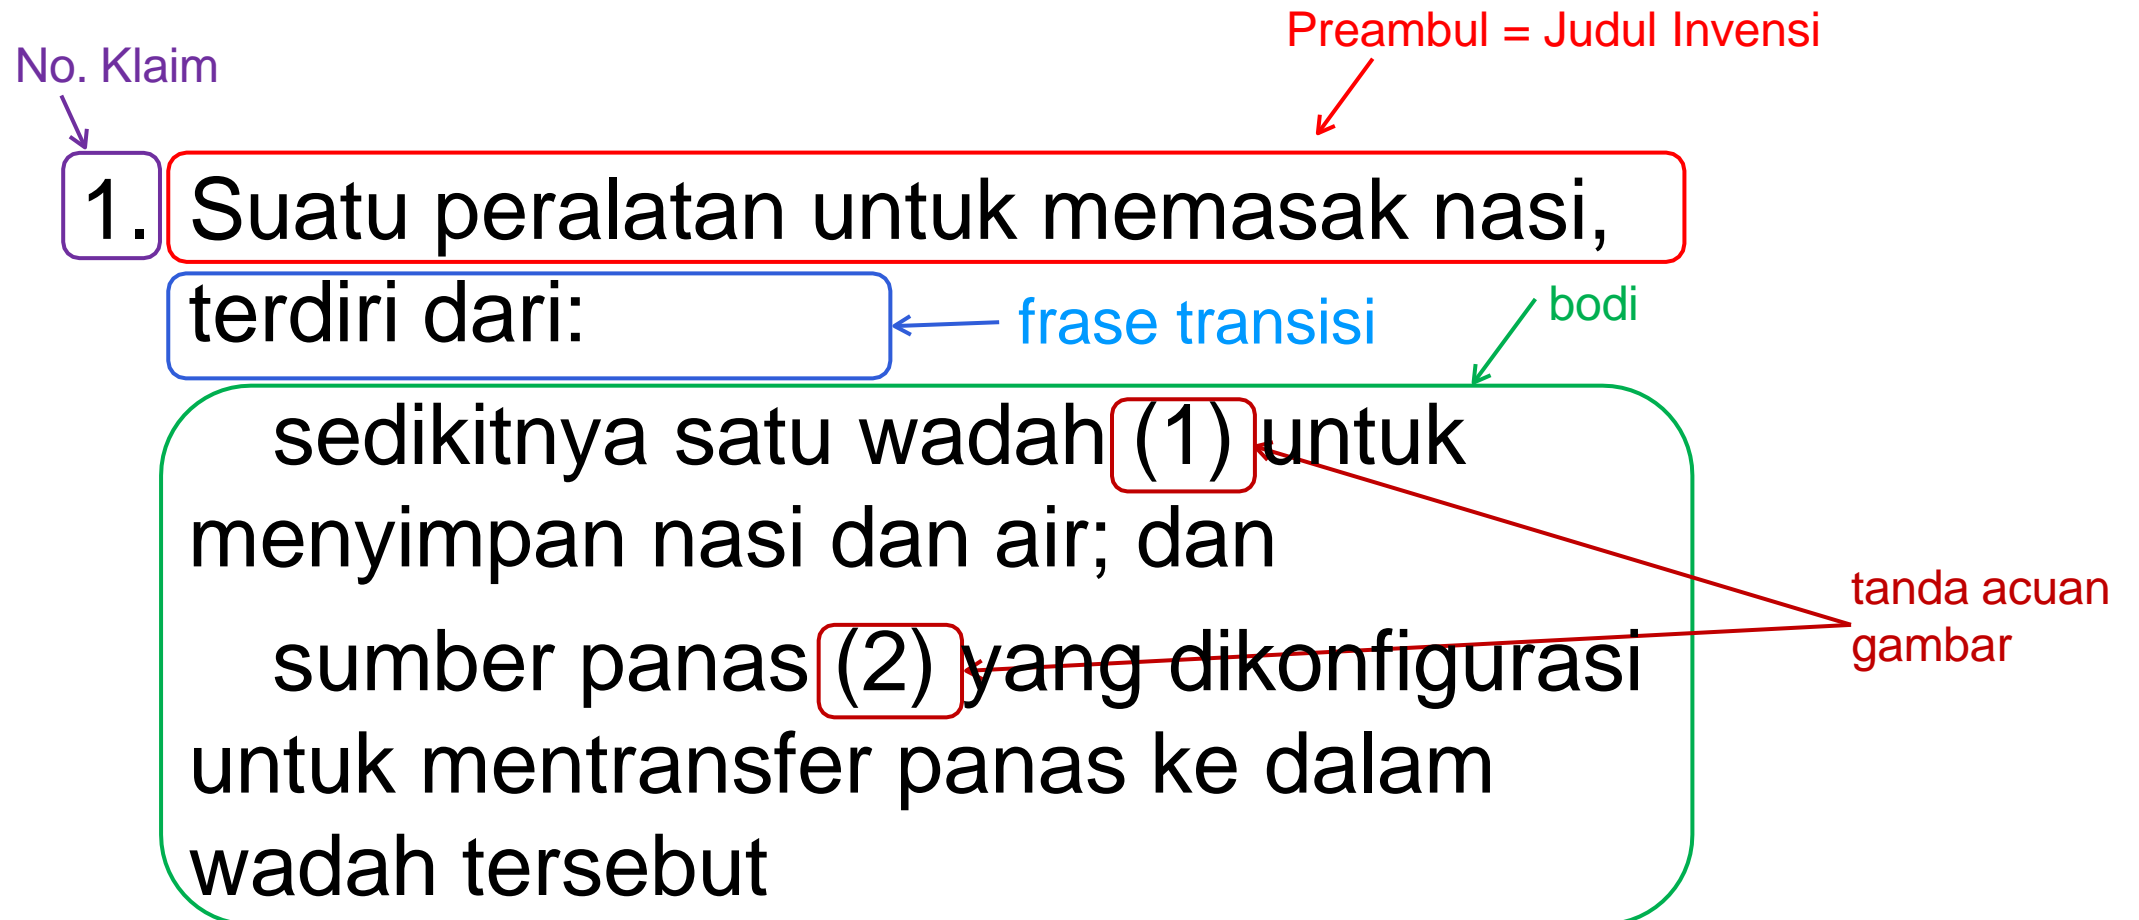 Preambul = Judul Invensi
No. Klaim
1. Suatu peralatan untuk memasak nasi,
terdiri dari:
frase transisi
bodi
sedikitnya satu wadah (1) untuk
menyimpan nasi dan air; dan
tanda acuan
gambar
sumber panas (2) yang dikonfigurasi
untuk mentransfer panas ke dalam
wadah tersebut